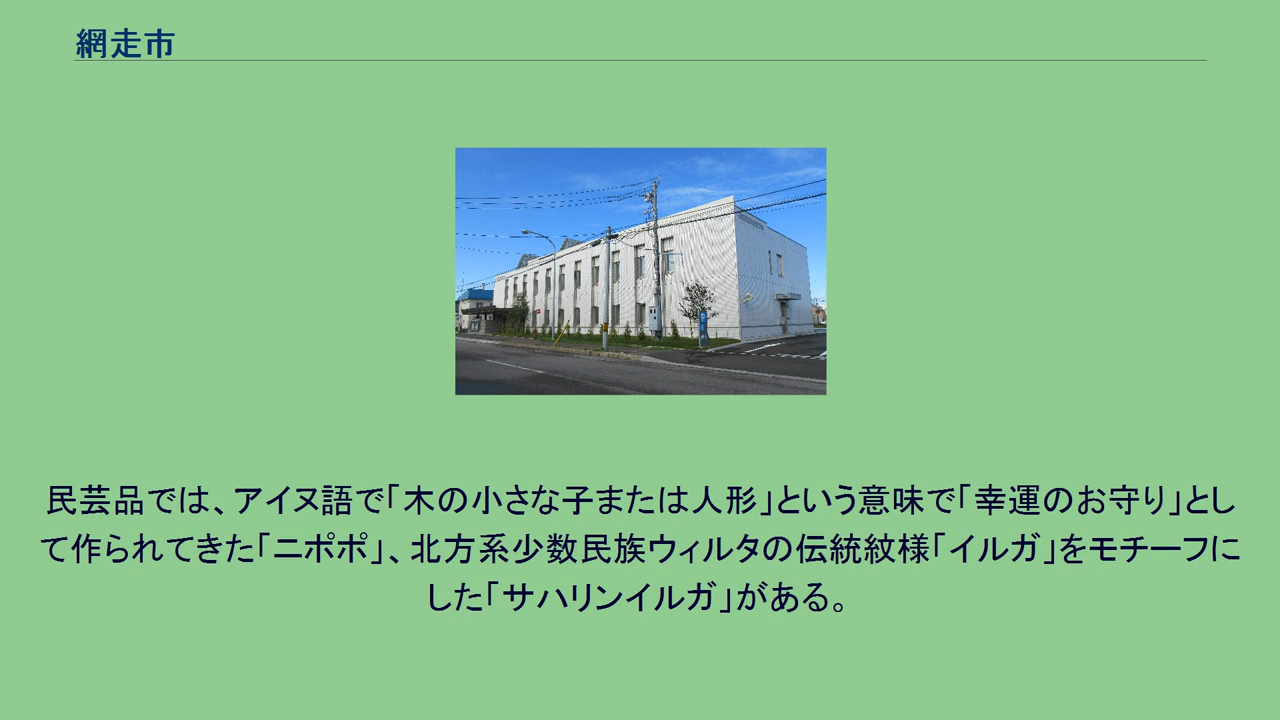 網走市
民芸品では、アイヌ語で「木の小さな子または人形」という意味で「幸運のお守り」とし
て作られてきた「ニポポ」、北方系少数民族ウィルタの伝統紋様「イルガ」をモチーフに
した「サハリンイルガ」がある。